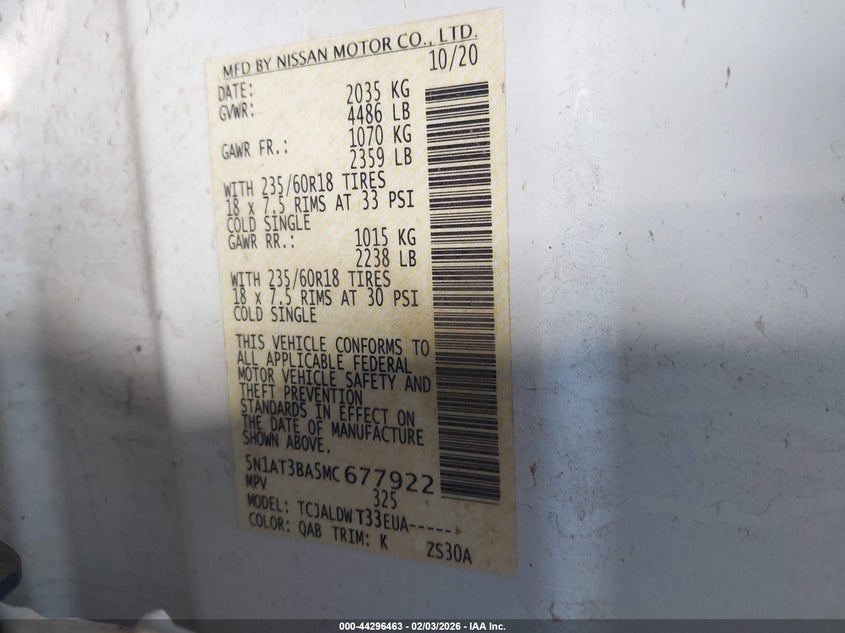 MFD BY NISSAN MOTOR CO., LTD.
DATE: 10/20
GVWR: 2035 KG
4486 LB
GAWR FR.: 1070 KG
2359 LB
WITH 235/60R18 TIRES
18 x 7.5 RIMS AT 33 PSI
COLD SINGLE
GAWR RR.: 1015 KG
2238 LB
WITH 235/60R18 TIRES
18 x 7.5 RIMS AT 30 PSI
COLD SINGLE
THIS VEHICLE CONFORMS TO
ALL APPLICABLE FEDERAL
MOTOR VEHICLE SAFETY AND
THEFT PREVENTION
STANDARDS IN EFFECT ON
THE DATE OF MANUFACTURE
SHOWN ABOVE.
5N1AT3BA5MC677922
MPV 325
MODEL: TCJALDWT33EUA-----
COLOR: QAB TRIM: K ZS30A
000-44296463 - 02/03/2026 - IAA Inc.